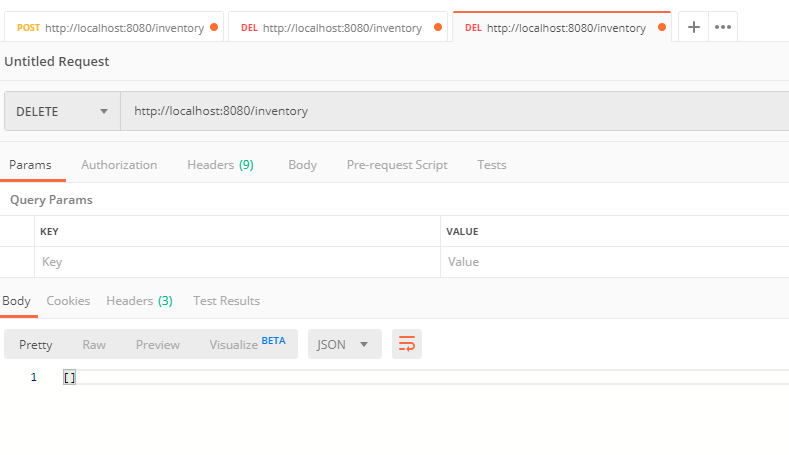 POST http://localhost:8080/inventory DEL http://localhost:8080/inventory DEL http://localhost:8080/inventory
Untitled Request
DELETE http://localhost:8080/inventory
Params Authorization Headers (9) Body Pre-request Script Tests
Query Params
KEY VALUE
Key Value
Body Cookies Headers (3) Test Results
Pretty Raw Preview Visualize BETA JSON
1 []